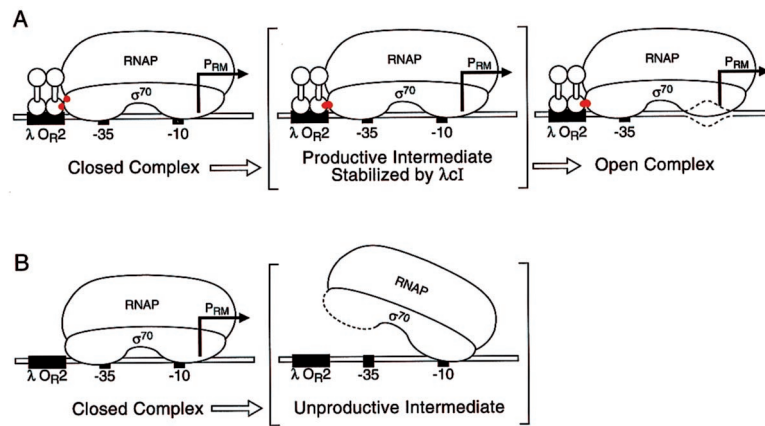 A
RNAP
PRM
σ70
λ OR2
-35
-10
Closed Complex
RNAP
PRM
σ70
λ OR2
-35
-10
Productive Intermediate
Stabilized by λcI
RNAP
PRM
σ70
λ OR2
-35
Open Complex
B
RNAP
PRM
σ70
λ OR2
-35
-10
Closed Complex
RNAP
σ70
λ OR2
-35
-10
Unproductive Intermediate